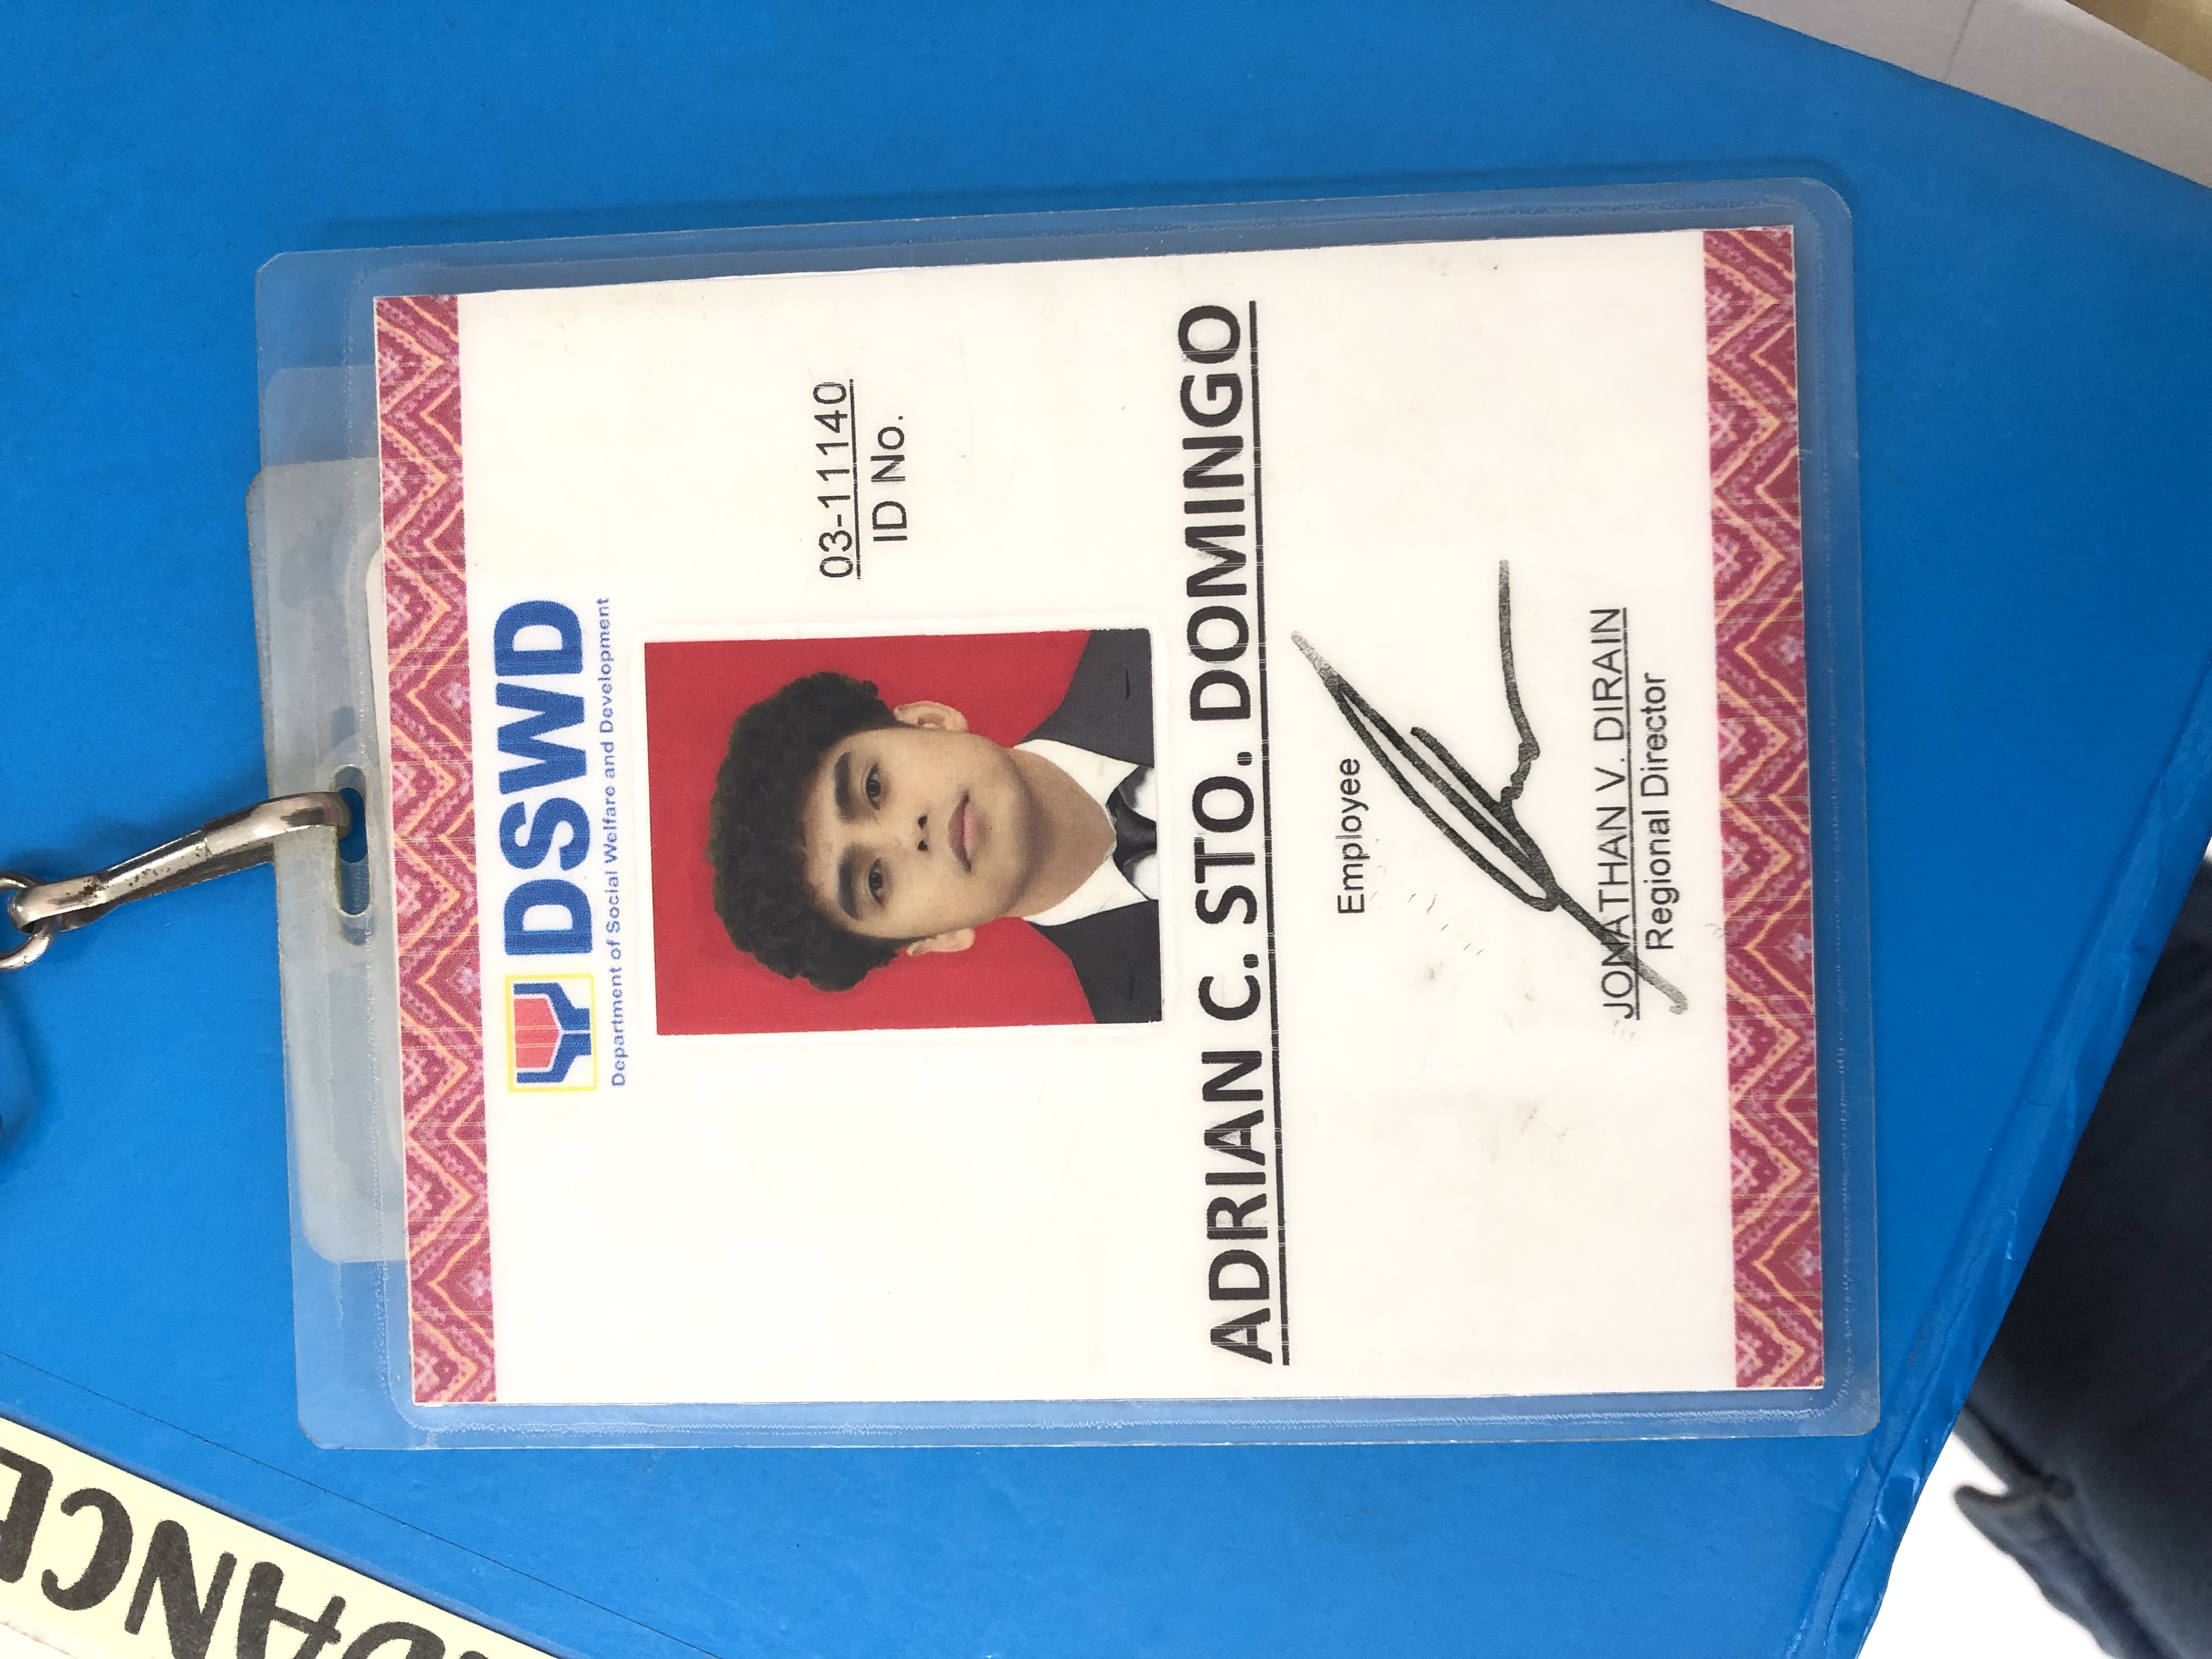 DANCE
DSWD
Department of Social Welfare and Development
03-11140
ID No.
ADRIAN C. STO. DOMINGO
Employee
JONATHAN V. DIRAIN
Regional Director